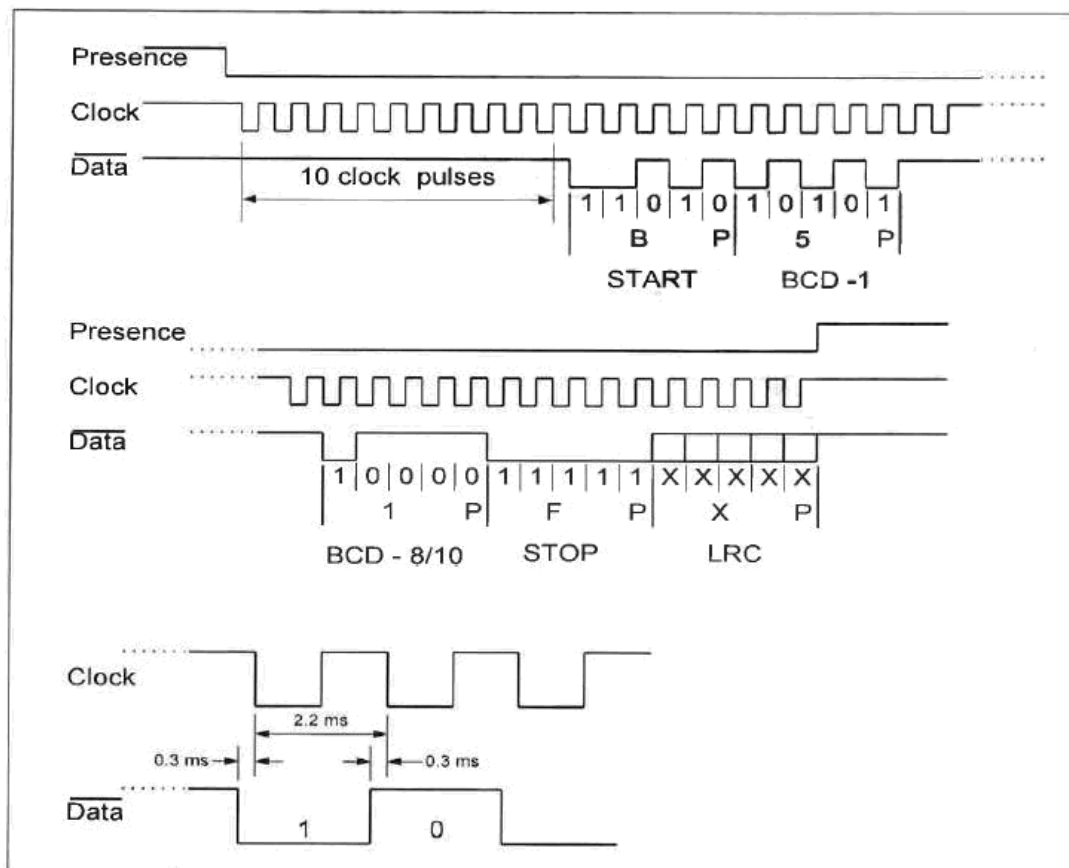 Presence
Clock
Data
10 clock pulses
1 1 0 1 0 1 0 1 0 1
B P 5 P
START BCD -1
Presence
Clock
Data
1 0 0 0 0 1 1 1 1 1 X X X X X
1 P F P X P
BCD - 8/10 STOP LRC
Clock
2.2 ms
0.3 ms 0.3 ms
Data
1 0